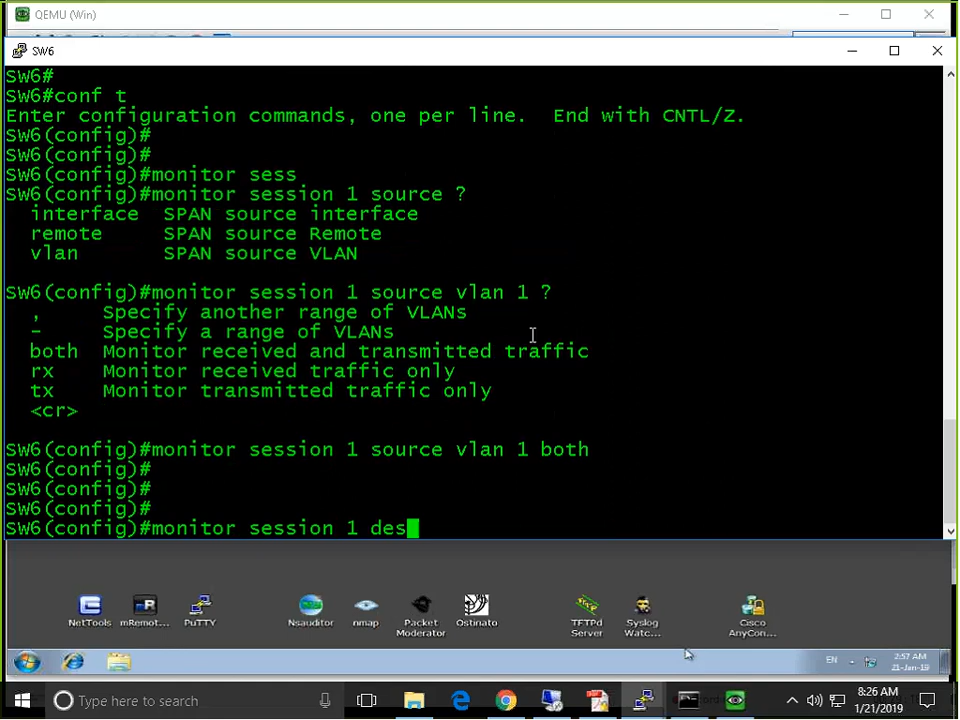 QEMU (Win)
SW6
SW6#
SW6#conf t
Enter configuration commands, one per line.  End with CNTL/Z.
SW6(config)#
SW6(config)#
SW6(config)#monitor sess
SW6(config)#monitor session 1 source ?
  interface  SPAN source interface
  remote     SPAN source Remote
  vlan       SPAN source VLAN
SW6(config)#monitor session 1 source vlan 1 ?
  ,     Specify another range of VLANs
  -     Specify a range of VLANs
  both  Monitor received and transmitted traffic
  rx    Monitor received traffic only
  tx    Monitor transmitted traffic only
  <cr>
SW6(config)#monitor session 1 source vlan 1 both
SW6(config)#
SW6(config)#
SW6(config)#
SW6(config)#monitor session 1 des
NetTools
mRemot...
PuTTY
Nsauditor
nmap
Packet
Moderator
Ostinato
TFTPd
Server
Syslog
Watc...
Cisco
AnyCon...
EN
2:57 AM
21-Jan-19
Type here to search
8:26 AM
1/21/2019